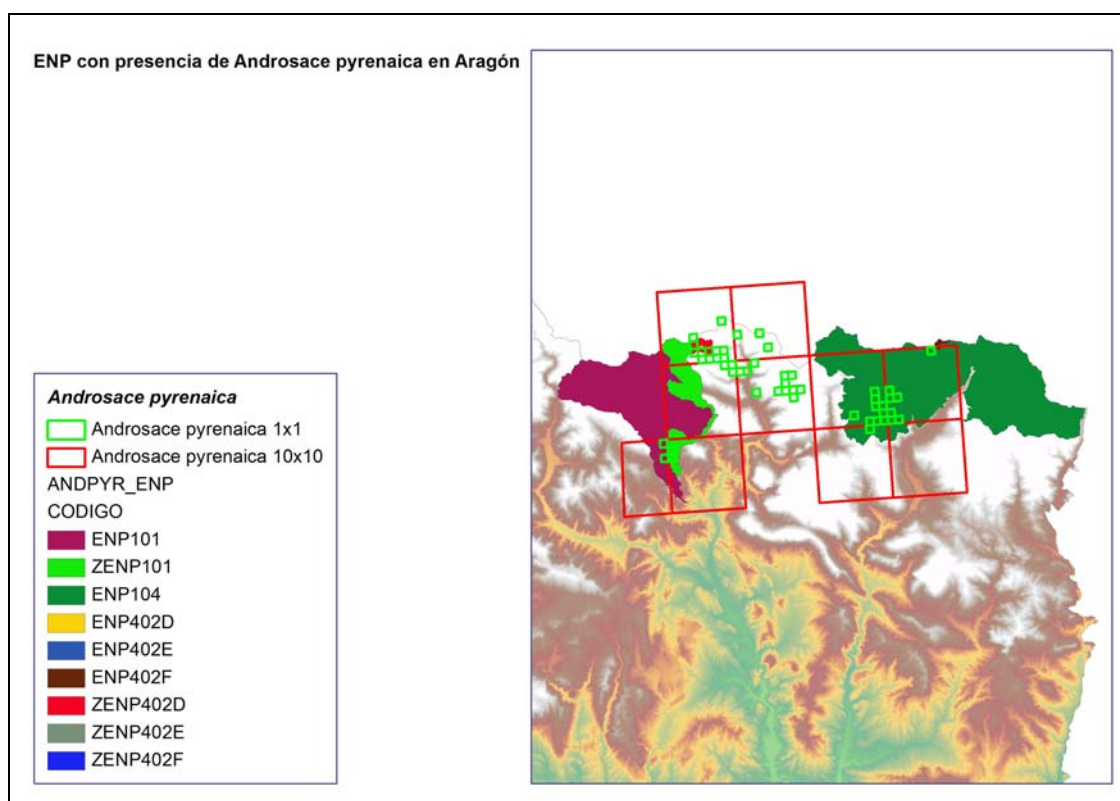 ENP con presencia de Androsace pyrenaica en Aragón
Androsace pyrenaica
Androsace pyrenaica 1x1
Androsace pyrenaica 10x10
ANDPYR_ENP
CODIGO
ENP101
ZENP101
ENP104
ENP402D
ENP402E
ENP402F
ZENP402D
ZENP402E
ZENP402F